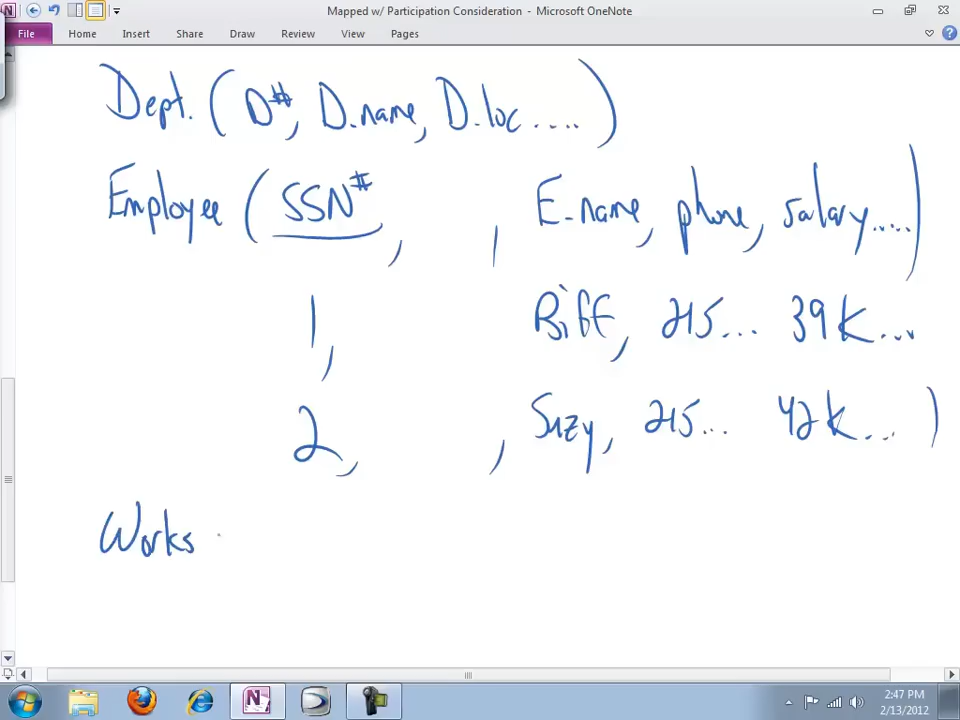 Mapped w/ Participation Consideration - Microsoft OneNote
File Home Insert Share Draw Review View Pages
Dept. (D#, D.name, D.loc ....)
Employee (SSN#, , E-name, phone, salary.....)
1, Biff, 215... 39K...
2, , Suzy, 215... 42K...)
Works
2:47 PM
2/13/2012